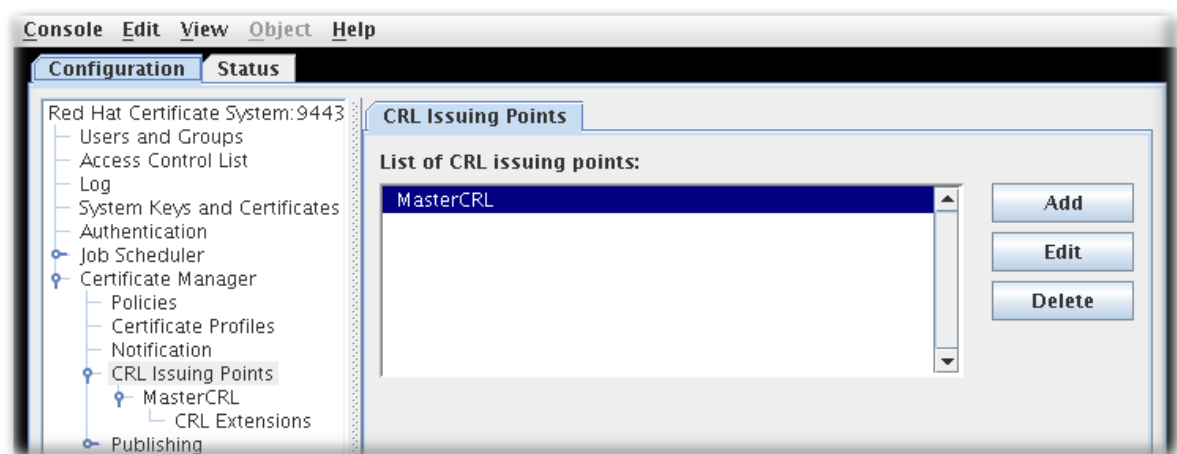 Console Edit View Object Help
Configuration Status
Red Hat Certificate System:9443
Users and Groups
Access Control List
Log
System Keys and Certificates
Authentication
Job Scheduler
Certificate Manager
Policies
Certificate Profiles
Notification
CRL Issuing Points
MasterCRL
CRL Extensions
Publishing
CRL Issuing Points
List of CRL issuing points:
MasterCRL
Add
Edit
Delete